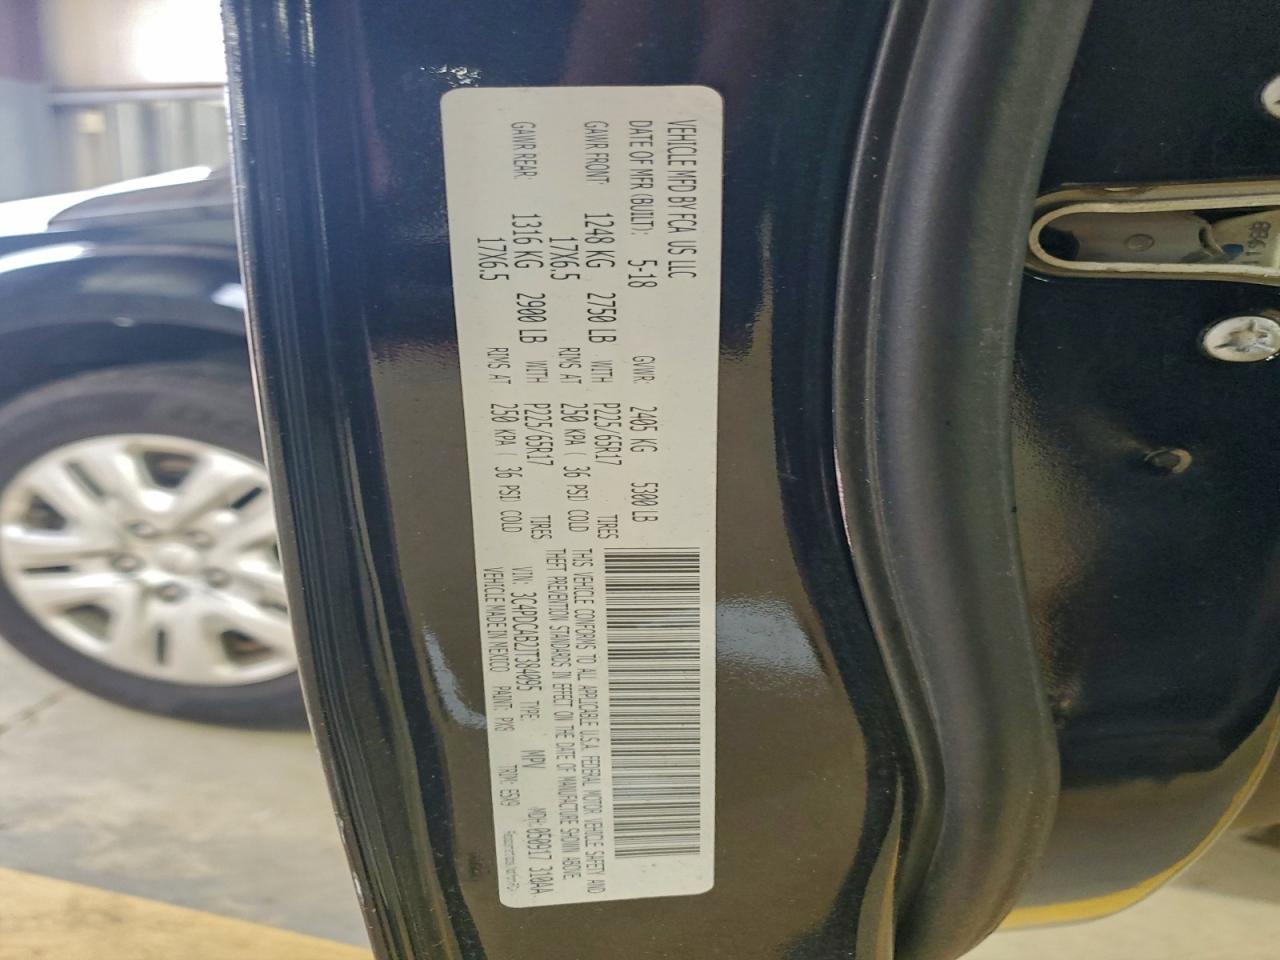 VEHICLE MFD BY FCA US LLC
DATE OF MFR (BUILT): 5-18 GVWR: 2405 KG 5300 LB
GAWR FRONT: 1248 KG 2750 LB WITH P225/65R17 TIRES
17X6.5 RIMS AT 250 KPA ( 36 PSI COLD
GAWR REAR: 1316 KG 2900 LB WITH P225/65R17 TIRES
17X6.5 RIMS AT 250 KPA ( 36 PSI COLD
THIS VEHICLE CONFORMS TO ALL APPLICABLE U.S.A. FEDERAL MOTOR VEHICLE SAFETY AND
THEFT PREVENTION STANDARDS IN EFFECT ON THE DATE OF MANUFACTURE SHOWN ABOVE.
VIN: 3C4PDCAB2JT384095 TYPE: MPV MDH: 050917 310AA
VEHICLE MADE IN MEXICO PAINT: PX8 TRIM: E5X9